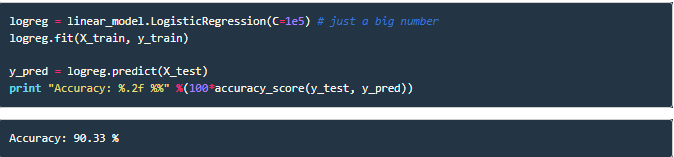 logreg = linear_model.LogisticRegression(C=1e5) # just a big number
logreg.fit(X_train, y_train)
y_pred = logreg.predict(X_test)
print "Accuracy: %.2f %%" %(100*accuracy_score(y_test, y_pred))
Accuracy: 90.33 %